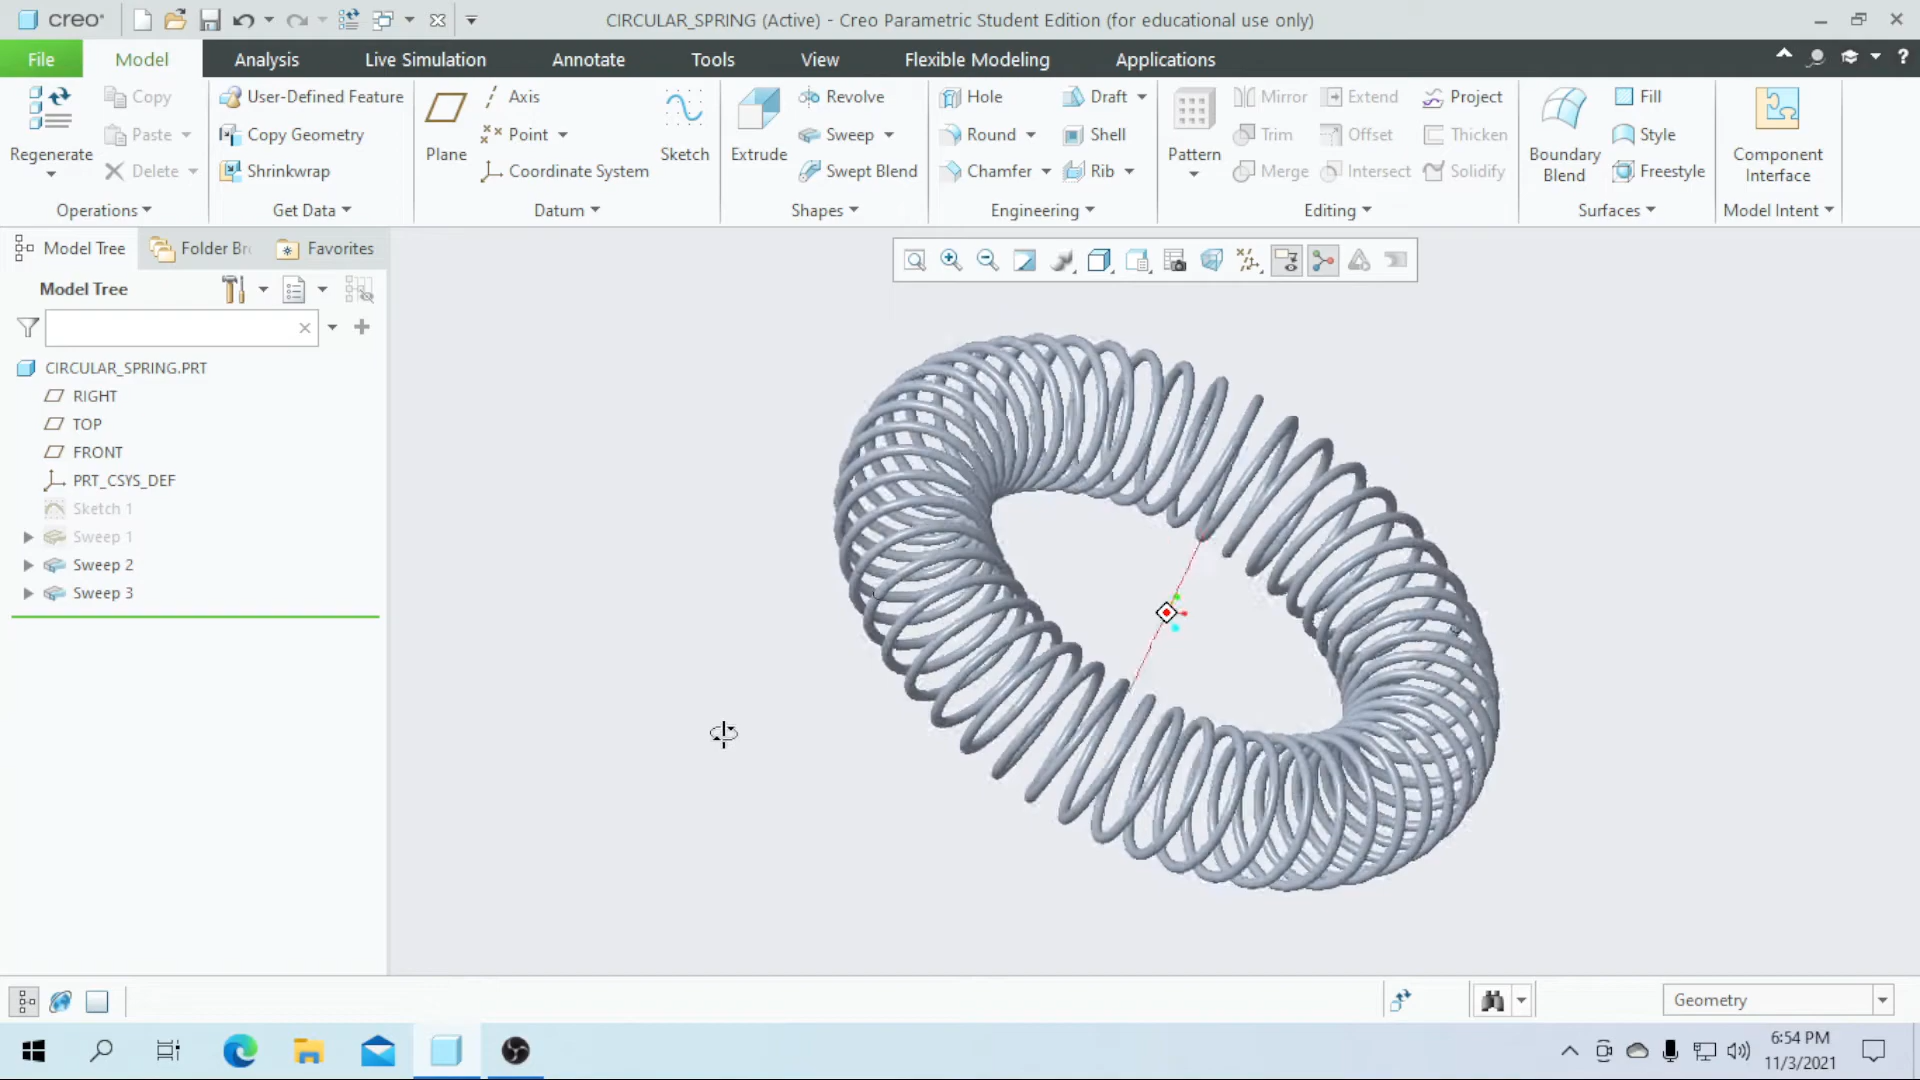 creo°
CIRCULAR_SPRING (Active) - Creo Parametric Student Edition (for educational use only)
File Model Analysis Live Simulation Annotate Tools View Flexible Modeling Applications
Regenerate
Copy
Paste
Delete
Operations
User-Defined Feature
Copy Geometry
Shrinkwrap
Get Data
Plane
Axis
Point
Coordinate System
Sketch
Datum
Extrude
Revolve
Sweep
Swept Blend
Shapes
Hole
Round
Chamfer
Draft
Shell
Rib
Engineering
Pattern
Mirror
Trim
Merge
Extend
Offset
Intersect
Project
Thicken
Solidify
Editing
Boundary
Blend
Fill
Style
Freestyle
Surfaces
Component
Interface
Model Intent
Model Tree
Folder Br
Favorites
Model Tree
CIRCULAR_SPRING.PRT
RIGHT
TOP
FRONT
PRT_CSYS_DEF
Sketch 1
Sweep 1
Sweep 2
Sweep 3
Geometry
6:54 PM
11/3/2021